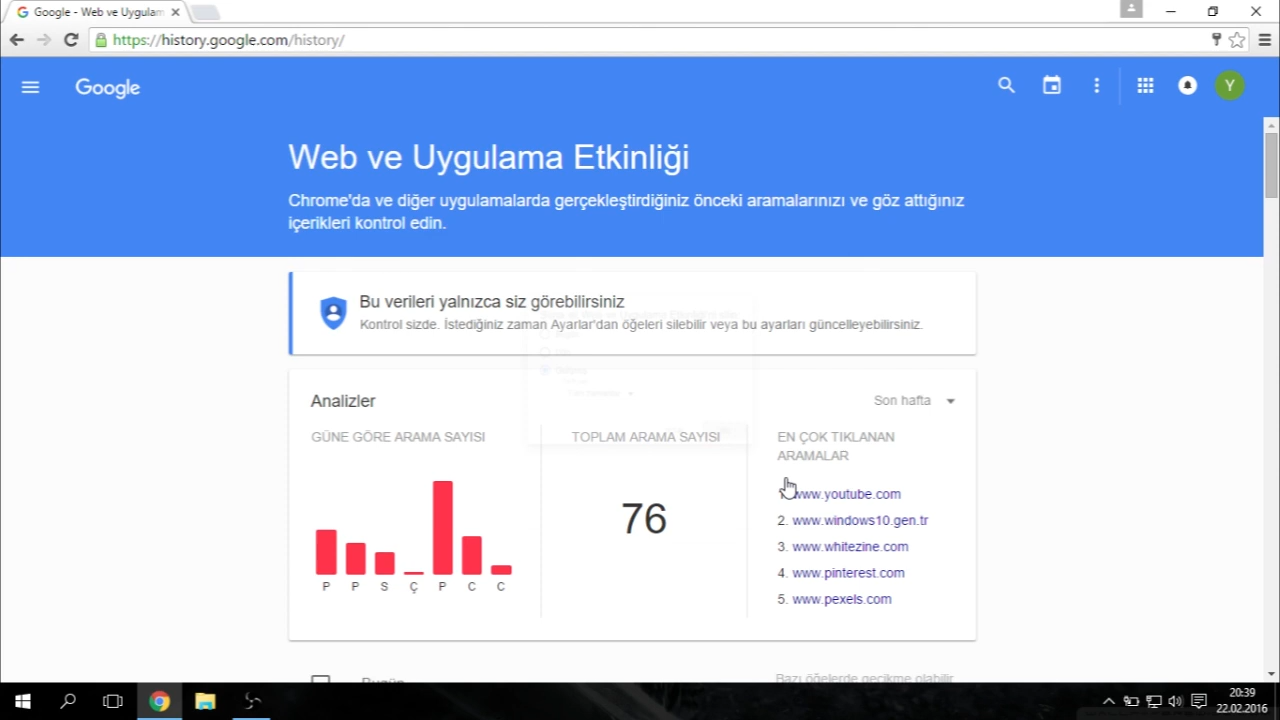 Google - Web ve Uygulam
https://history.google.com/history/
Google
Y
Web ve Uygulama Etkinliği
Chrome'da ve diğer uygulamalarda gerçekleştirdiğiniz önceki aramalarınızı ve göz attığınız
içerikleri kontrol edin.
Bu verileri yalnızca siz görebilirsiniz
Kontrol sizde. İstediğiniz zaman Ayarlar'dan öğeleri silebilir veya bu ayarları güncelleyebilirsiniz.
Analizler
Son hafta
GÜNE GÖRE ARAMA SAYISI
TOPLAM ARAMA SAYISI
EN ÇOK TIKLANAN
ARAMALAR
76
1. www.youtube.com
2. www.windows10.gen.tr
3. www.whitezine.com
4. www.pinterest.com
5. www.pexels.com
P P S Ç P C C
Bugün
Bazı öğelerde gecikme olabilir
20:39
22.02.2016